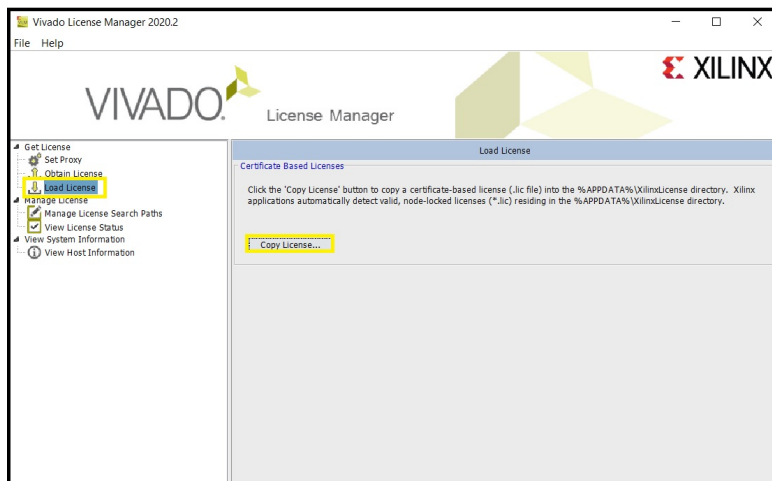 Vivado License Manager 2020.2
File Help
VIVADO.
License Manager
XILINX
Get License
Set Proxy
Obtain License
Load License
Manage License
Manage License Search Paths
View License Status
View System Information
View Host Information
Load License
Certificate Based Licenses
Click the 'Copy License' button to copy a certificate-based license (.lic file) into the %APPDATA%\XilinxLicense directory. Xilinx
applications automatically detect valid, node-locked licenses (*.lic) residing in the %APPDATA%\XilinxLicense directory.
Copy License...